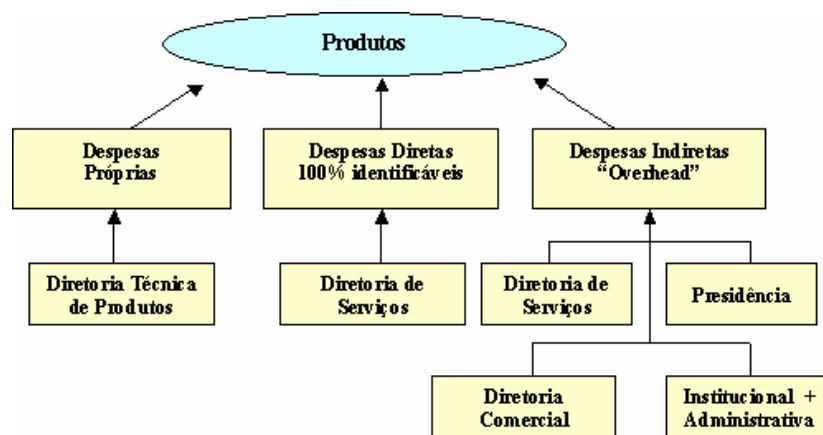 Produtos
Despesas
Próprias
Despesas Diretas
100% identificáveis
Despesas Indiretas
“Overhead”
Diretoria Técnica
de Produtos
Diretoria de
Serviços
Diretoria de
Serviços
Presidência
Diretoria
Comercial
Institucional +
Administrativa